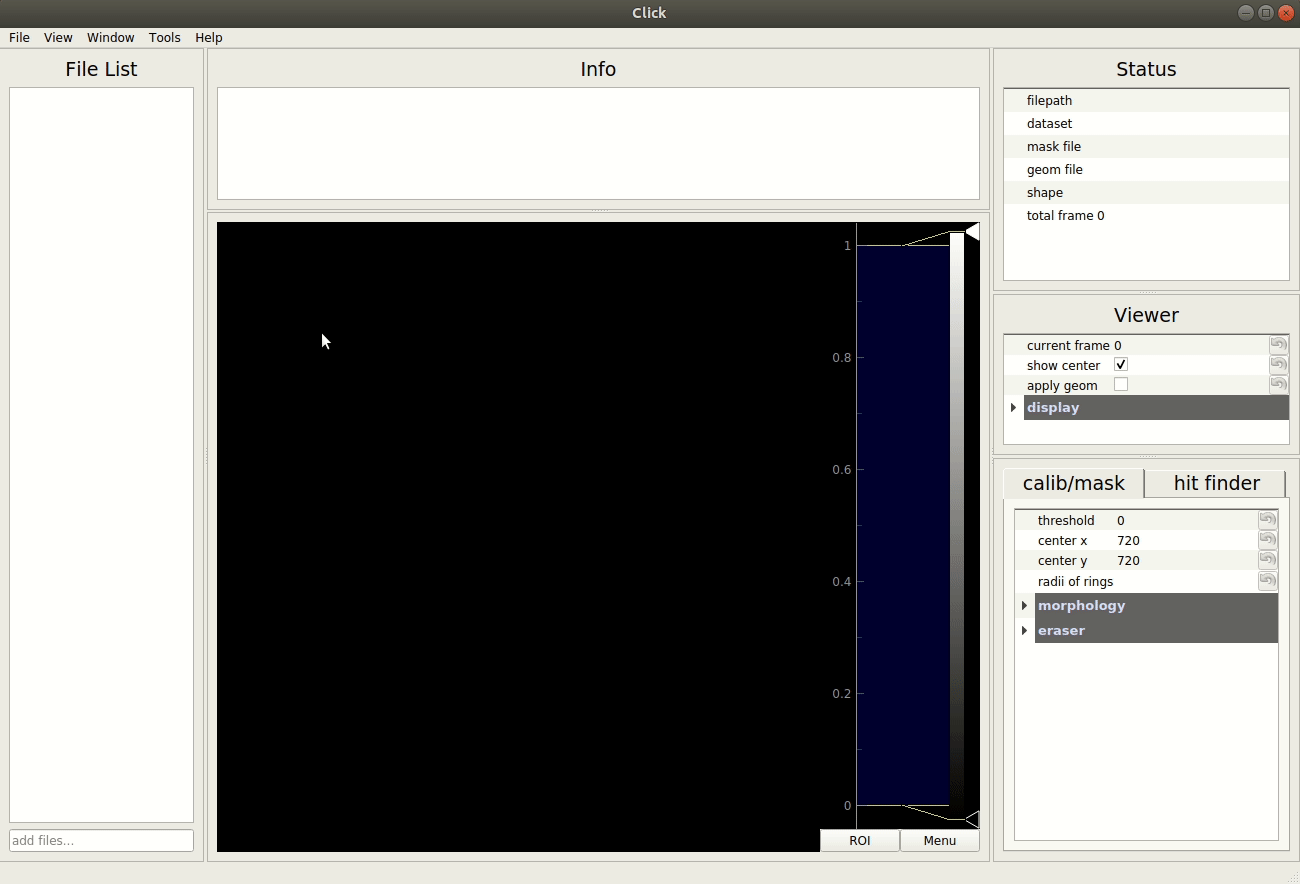 Click
File View Window Tools Help
File List
add files...
Info
1
0.8
0.6
0.4
0.2
0
ROI
Menu
Status
filepath
dataset
mask file
geom file
shape
total frame 0
Viewer
current frame 0
show center
apply geom
display
calib/mask
hit finder
threshold 0
center x 720
center y 720
radii of rings
morphology
eraser